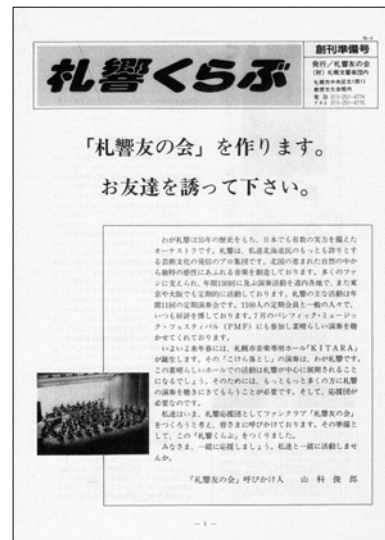 創刊準備号
札響くらぶ
発行／札響友の会
(財)札幌交響楽団内
札幌市中央区北1西13
教育文化会館内
「札響友の会」を作ります。
お友達を誘って下さい。
わが札響は35年の歴史をもち、日本でも有数の実力を備えた
オーケストラです。札響は、私達北海道民のもっとも誇りとす
る芸術文化の発信のプロ集団です。北国の恵まれた自然の中か
ら独特の感性にあふれる音楽を創造しております。多くのファ
ンに支えられ、年間130回に及ぶ演奏活動を道内各地で、また東
京や大阪でも定期的に活動しております。札響の主な活動は年
間11回の定期演奏会です。1100人の定期会員と一般の人々で、
いつも好評を博しております。7月のパシフィック・ミュージッ
ク・フェスティバル(PMF)にも参加し素晴らしい演奏を聴
かせてくれております。
いよいよ来年春には、札幌市音楽専用ホール「KITARA」
が誕生します。その「こけら落とし」の演奏は、わが札響です。
この素晴らしいホールでの活動は札響が中心に展開されること
になるでしょう。そのためには、もっともっと多くの方に札響
の演奏を聴きにきてもらうことが必要です。そして、応援団が
必要なのです。
私達はいま、札響応援団としてファンクラブ「札響友の会」
をつくろうと考え、皆さまに呼びかけております。その準備と
して、この「札響くらぶ」をつくりました。
みなさま、一緒に応援しましょう。私達と一緒に活動しませ
んか。
「札響友の会」呼びかけ人 山科俊郎
— 1 —